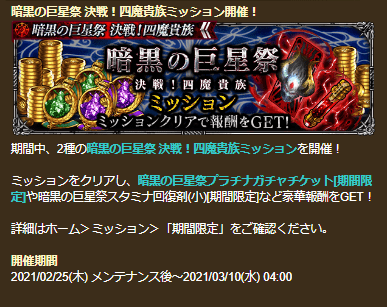 暗黒の巨星祭 決戦！四魔貴族ミッション開催！
暗黒の巨星祭 決戦！四魔貴族
暗黒の巨星祭
決戦！四魔貴族
ミッション
ミッションクリアで報酬をGET！
期間中、2種の暗黒の巨星祭 決戦！四魔貴族ミッションを開催！
ミッションをクリアし、暗黒の巨星祭プラチナガチャチケット[期間限
定]や暗黒の巨星祭スタミナ回復剤(小)[期間限定]など豪華報酬をGET！
詳細はホーム＞ミッション＞「期間限定」をご確認ください。
開催期間
2021/02/25(木) メンテナンス後～2021/03/10(水) 04:00